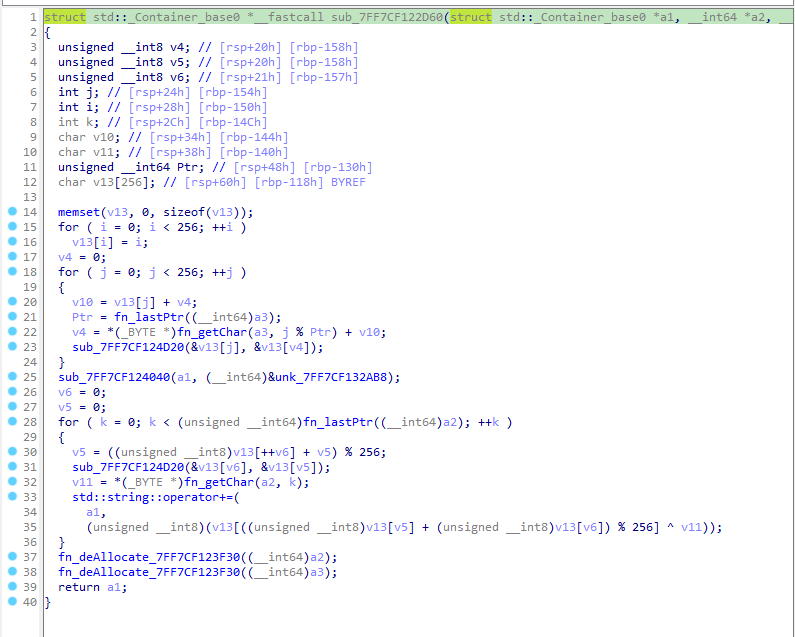 1 struct std::_Container_base0 *__fastcall sub_7FF7CF122D60(struct std::_Container_base0 *a1, __int64 *a2, __
2 {
3 unsigned __int8 v4; // [rsp+20h] [rbp-158h]
4 unsigned __int8 v5; // [rsp+20h] [rbp-158h]
5 unsigned __int8 v6; // [rsp+21h] [rbp-157h]
6 int j; // [rsp+24h] [rbp-154h]
7 int i; // [rsp+28h] [rbp-150h]
8 int k; // [rsp+2Ch] [rbp-14Ch]
9 char v10; // [rsp+34h] [rbp-144h]
10 char v11; // [rsp+38h] [rbp-140h]
11 unsigned __int64 Ptr; // [rsp+48h] [rbp-130h]
12 char v13[256]; // [rsp+60h] [rbp-118h] BYREF
13
14 memset(v13, 0, sizeof(v13));
15 for ( i = 0; i < 256; ++i )
16 v13[i] = i;
17 v4 = 0;
18 for ( j = 0; j < 256; ++j )
19 {
20 v10 = v13[j] + v4;
21 Ptr = fn_lastPtr((__int64)a3);
22 v4 = *(_BYTE *)fn_getChar(a3, j % Ptr) + v10;
23 sub_7FF7CF124D20(&v13[j], &v13[v4]);
24 }
25 sub_7FF7CF124040(a1, (__int64)&unk_7FF7CF132AB8);
26 v6 = 0;
27 v5 = 0;
28 for ( k = 0; k < (unsigned __int64)fn_lastPtr((__int64)a2); ++k )
29 {
30 v5 = ((unsigned __int8)v13[++v6] + v5) % 256;
31 sub_7FF7CF124D20(&v13[v6], &v13[v5]);
32 v11 = *(_BYTE *)fn_getChar(a2, k);
33 std::string::operator+=(
34 a1,
35 (unsigned __int8)(v13[((unsigned __int8)v13[v5] + (unsigned __int8)v13[v6]) % 256] ^ v11));
36 }
37 fn_deAllocate_7FF7CF123F30((__int64)a2);
38 fn_deAllocate_7FF7CF123F30((__int64)a3);
39 return a1;
40 }